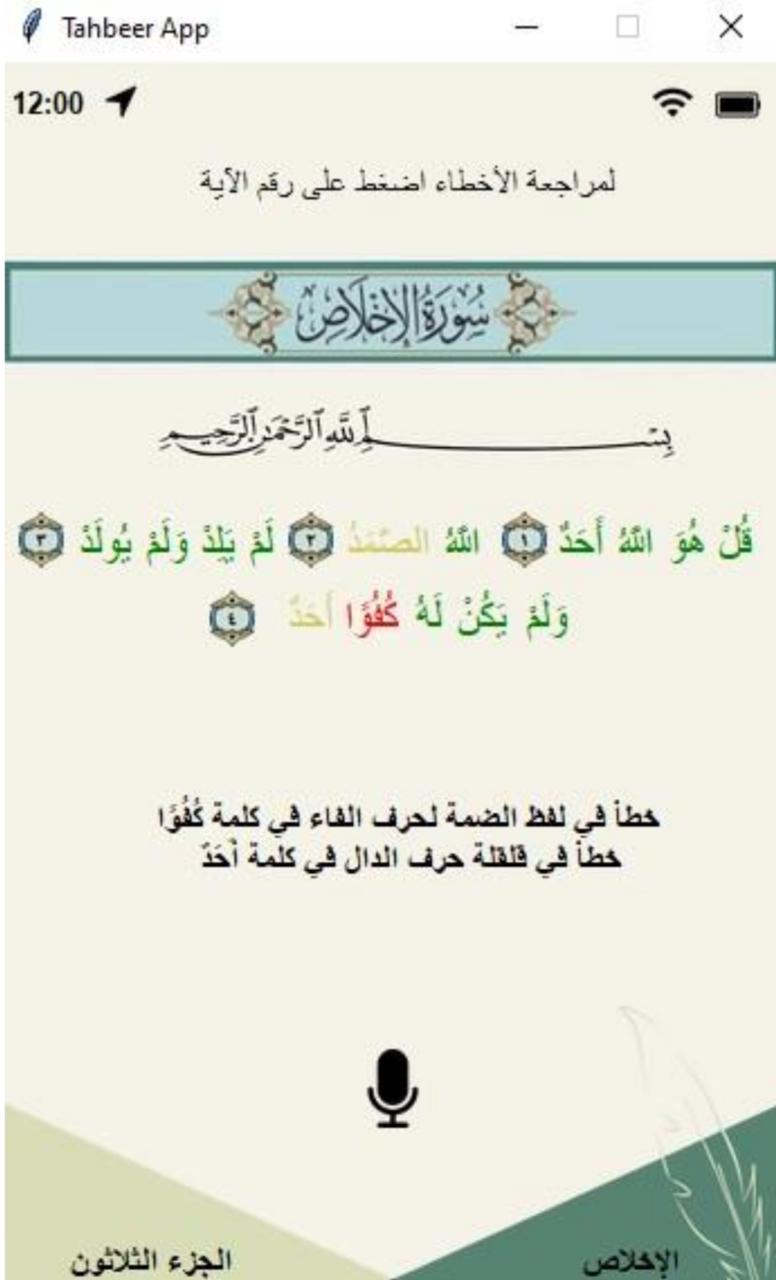 Tahbeer App
12:00
لمراجعة الأخطاء اضغط على رقم الآية
سُورَةُ الإِخْلَاصِ
بِسْمِ ٱللَّهِ ٱلرَّحْمَٰنِ ٱلرَّحِيمِ
قُلْ هُوَ اللَّهُ أَحَدٌ ١ اللَّهُ الصَّمَدُ ٢ لَمْ يَلِدْ وَلَمْ يُولَدْ ٣
وَلَمْ يَكُنْ لَهُ كُفُوًا أَحَدٌ ٤
خطأ في لفظ الضمة لحرف الفاء في كلمة كُفُوًا
خطأ في قلقلة حرف الدال في كلمة أَحَدٌ
الإخلاص
الجزء الثلاثون